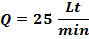 Q = 25 Lt/min